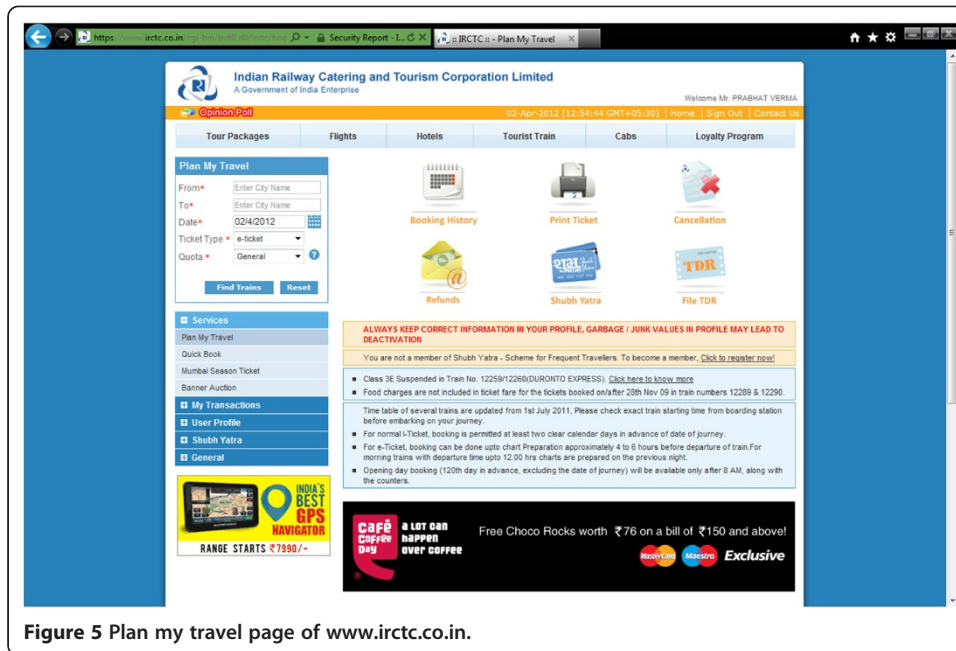 https://www.irctc.co.in/cgi-bin/bv60.dll/irctc/boo
Security Report - I...
:: IRCTC :: - Plan My Travel
Indian Railway Catering and Tourism Corporation Limited
A Government of India Enterprise
Welcome Mr. PRABHAT VERMA
Opinion Poll
02-Apr-2012 [12:54:44 GMT+05:30] | Home | Sign Out | Contact Us
Tour Packages Flights Hotels Tourist Train Cabs Loyalty Program
Plan My Travel
From* Enter City Name
To* Enter City Name
Date* 02/4/2012
Ticket Type * e-ticket
Quota * General ?
Find Trains Reset
Booking History Print Ticket Cancellation
शुभ यात्रा
TDR
Refunds Shubh Yatra File TDR
Services
Plan My Travel
Quick Book
Mumbai Season Ticket
Banner Auction
My Transactions
User Profile
Shubh Yatra
General
ALWAYS KEEP CORRECT INFORMATION IN YOUR PROFILE, GARBAGE / JUNK VALUES IN PROFILE MAY LEAD TO
DEACTIVATION
You are not a member of Shubh Yatra - Scheme for Frequent Travellers. To become a member, Click to register now!
Class 3E Suspended in Train No. 12259/12260(DURONTO EXPRESS). Click here to know more
Food charges are not included in ticket fare for the tickets booked on/after 28th Nov 09 in train numbers 12289 & 12290.
Time table of several trains are updated from 1st July 2011, Please check exact train starting time from boarding station
before embarking on your journey.
For normal I-Ticket, booking is permitted at least two clear calendar days in advance of date of journey.
For e-Ticket, booking can be done upto chart Preparation approximately 4 to 6 hours before departure of train.For
morning trains with departure time upto 12.00 hrs charts are prepared on the previous night.
Opening day booking (120th day in advance, excluding the date of journey) will be available only after 8 AM, along with
the counters.
INDIA'S
BEST
GPS
NAVIGATOR
RANGE STARTS ₹7990/-
Café
Coffee
Day
a LOT can
happen
over coffee
Free Choco Rocks worth ₹76 on a bill of ₹150 and above!
MasterCard Maestro Exclusive
Figure 5 Plan my travel page of www.irctc.co.in.